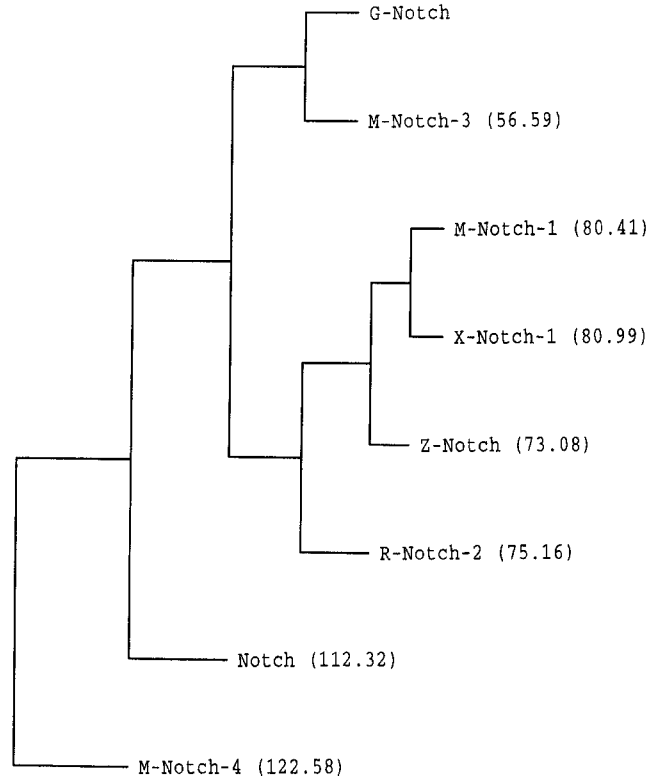 G-Notch
M-Notch-3 (56.59)
M-Notch-1 (80.41)
X-Notch-1 (80.99)
Z-Notch (73.08)
R-Notch-2 (75.16)
Notch (112.32)
M-Notch-4 (122.58)